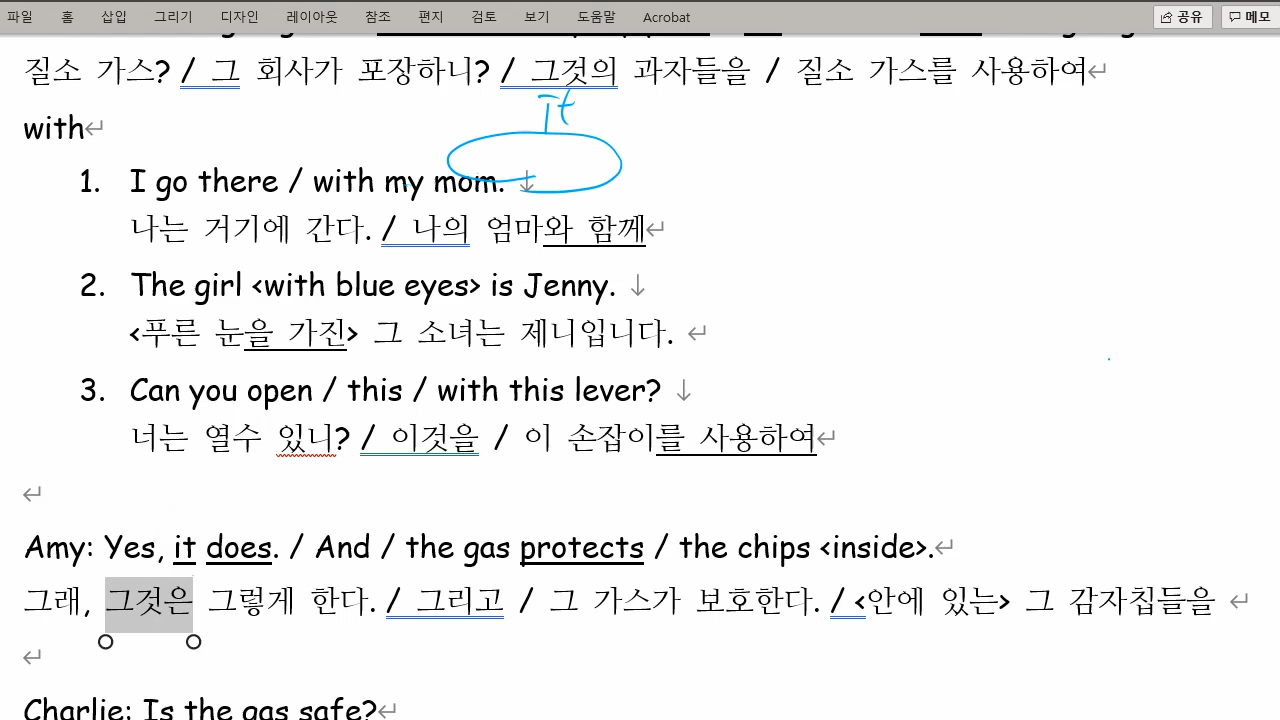 파일 홈 삽입 그리기 디자인 레이아웃 참조 편지 검토 보기 도움말 Acrobat 공유 메모
질소 가스? / 그 회사가 포장하니? / 그것의 과자들을 / 질소 가스를 사용하여
it
with
1. I go there / with my mom.
나는 거기에 간다. / 나의 엄마와 함께
2. The girl <with blue eyes> is Jenny.
<푸른 눈을 가진> 그 소녀는 제니입니다.
3. Can you open / this / with this lever?
너는 열수 있니? / 이것을 / 이 손잡이를 사용하여
Amy: Yes, it does. / And / the gas protects / the chips <inside>.
그래, 그것은 그렇게 한다. / 그리고 / 그 가스가 보호한다. / <안에 있는> 그 감자칩들을
Charlie: Is the gas safe?